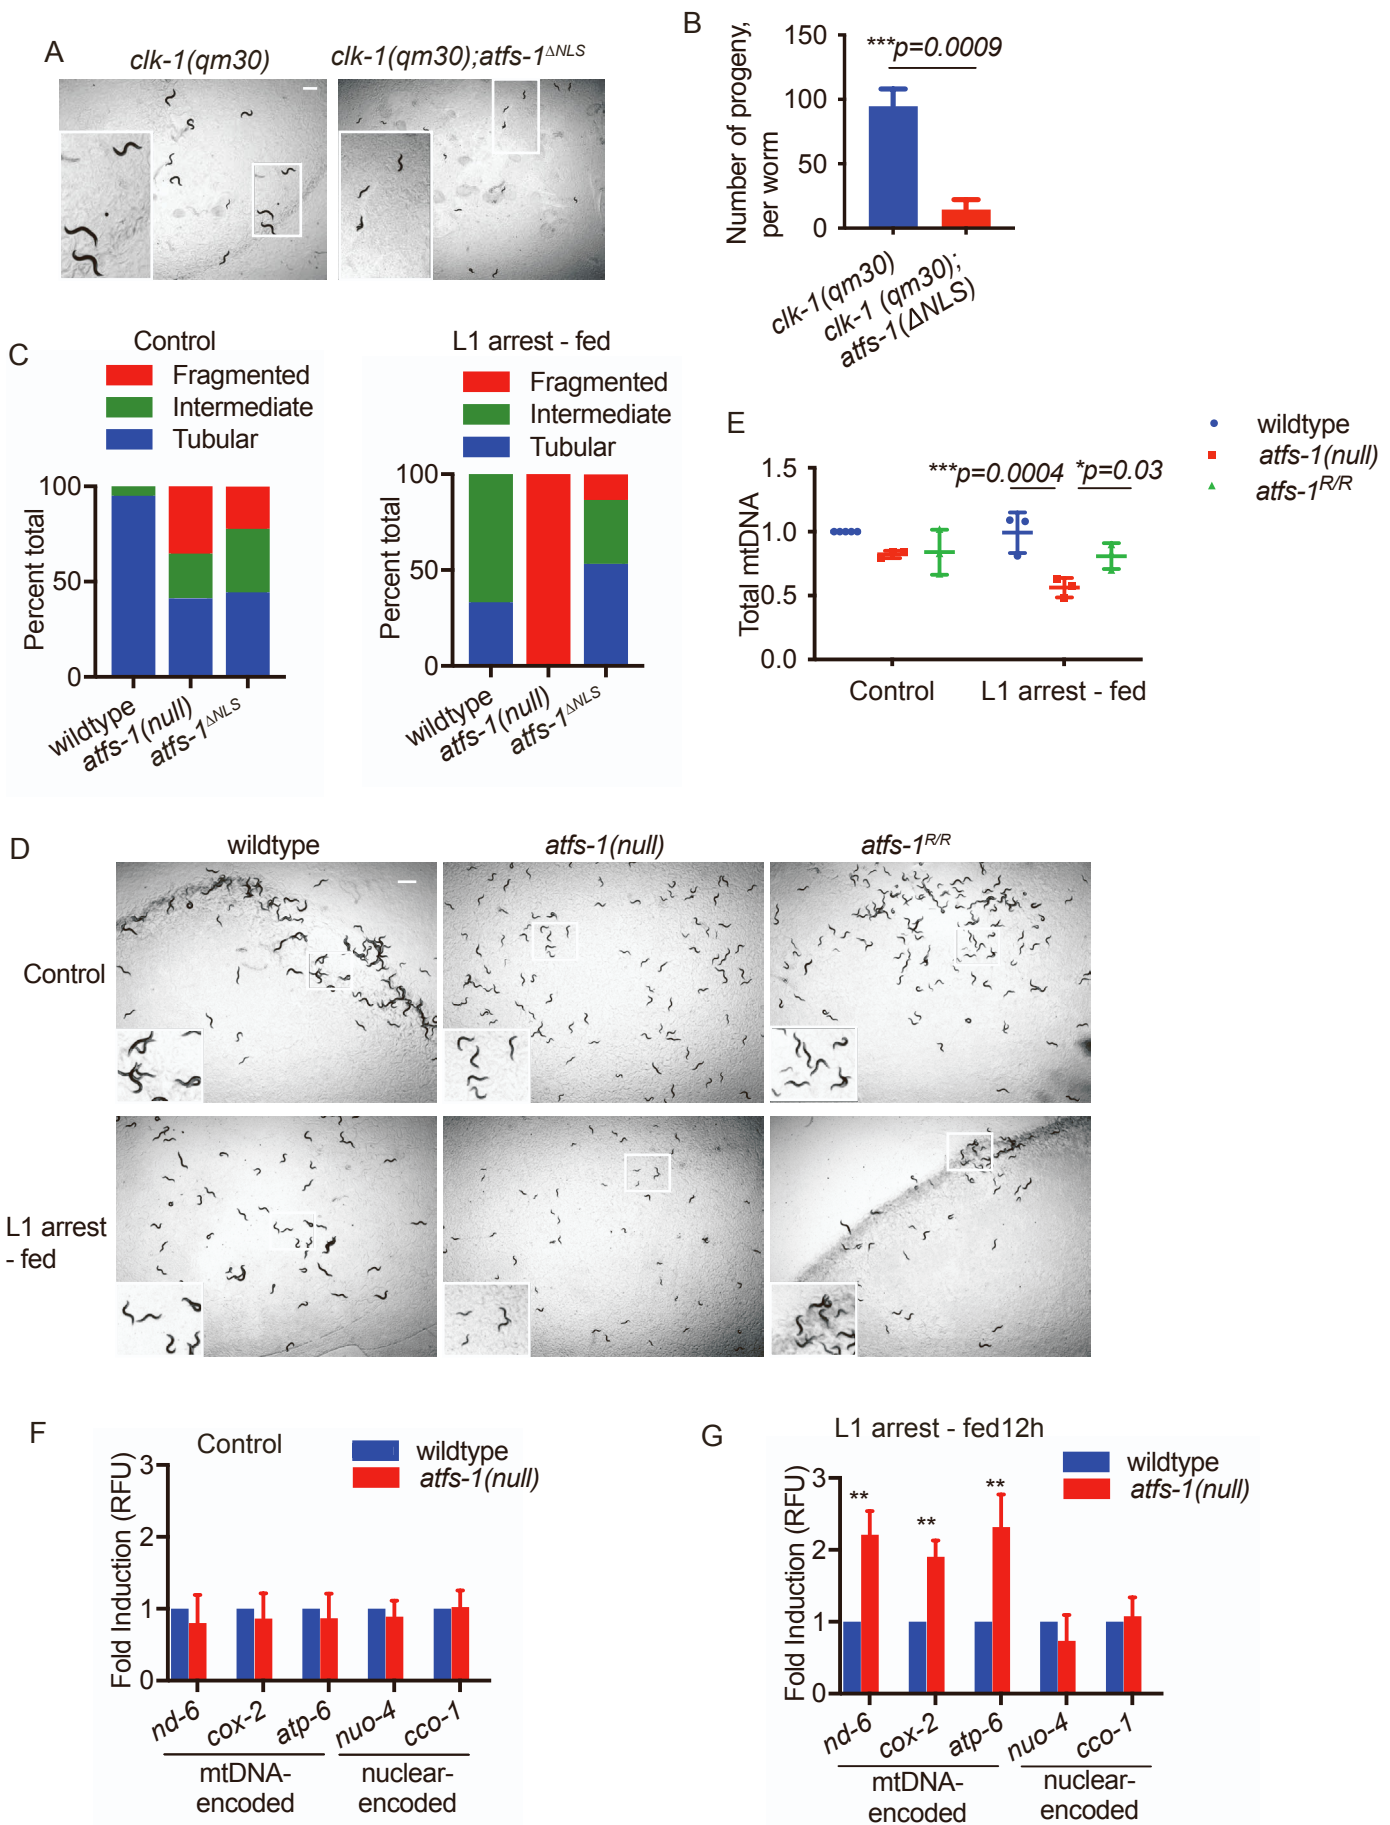 A
clk-1(qm30)
clk-1(qm30);atfs-1ΔNLS
B
Number of progeny,
per worm
150
100
50
0
***p=0.0009
clk-1(qm30)
clk-1 (qm30);
atfs-1(ΔNLS)
C
Control
Fragmented
Intermediate
Tubular
Percent total
100
50
0
wildtype
atfs-1(null)
atfs-1ΔNLS
L1 arrest - fed
Fragmented
Intermediate
Tubular
Percent total
100
50
0
wildtype
atfs-1(null)
atfs-1ΔNLS
E
wildtype
atfs-1(null)
atfs-1R/R
Total mtDNA
1.5
1.0
0.5
0.0
***p=0.0004
*p=0.03
Control
L1 arrest - fed
D
wildtype
atfs-1(null)
atfs-1R/R
Control
L1 arrest
- fed
F
Control
wildtype
atfs-1(null)
Fold Induction (RFU)
3
2
1
0
nd-6
cox-2
atp-6
nuo-4
cco-1
mtDNA-
encoded
nuclear-
encoded
G
L1 arrest - fed12h
wildtype
atfs-1(null)
Fold Induction (RFU)
3
2
1
0
**
**
**
nd-6
cox-2
atp-6
nuo-4
cco-1
mtDNA-
encoded
nuclear-
encoded